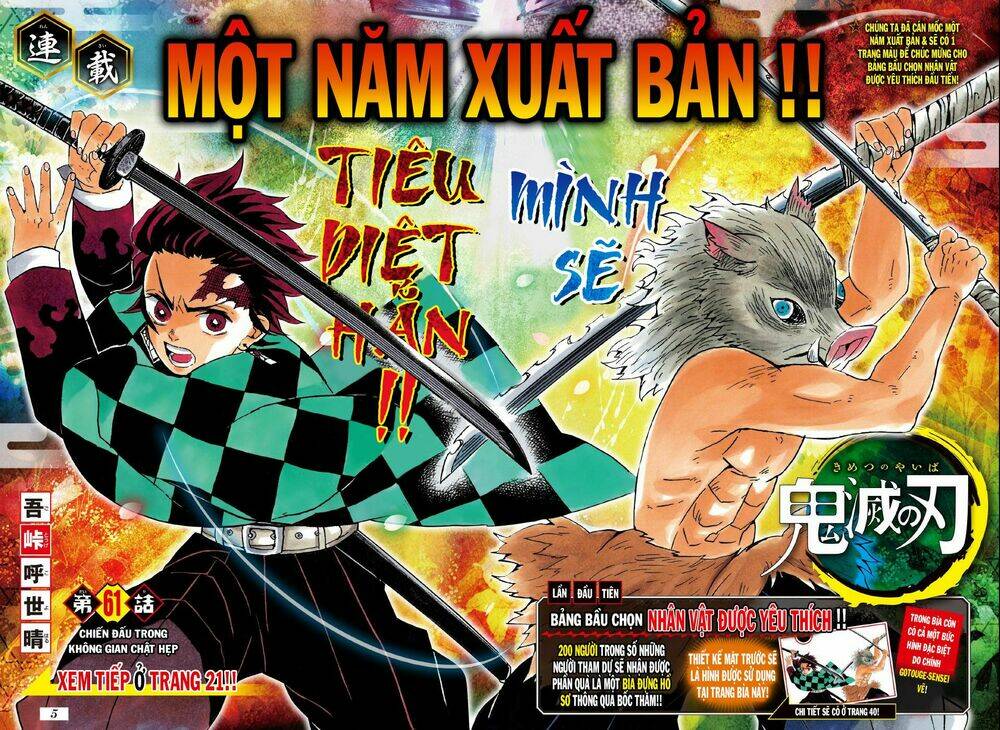 連載
MỘT NĂM XUẤT BẢN !!
CHÚNG TA ĐÃ CÁN MỐC MỘT
NĂM XUẤT BẢN & SẼ CÓ 1
TRANG MÀU ĐỂ CHÚC MỪNG CHO
BẢNG BẦU CHỌN NHÂN VẬT
ĐƯỢC YÊU THÍCH ĐẦU TIÊN!
MÌNH
SẼ
TIÊU
DIỆT
HẮN
!!
きめつのやいば
鬼滅の刃
吾峠呼世晴
第61話
CHIẾN ĐẤU TRONG
KHÔNG GIAN CHẬT HẸP
XEM TIẾP Ở TRANG 21!!
5
LẦN ĐẦU TIÊN
BẢNG BẦU CHỌN NHÂN VẬT ĐƯỢC YÊU THÍCH !!
200 NGƯỜI TRONG SỐ NHỮNG
NGƯỜI THAM DỰ SẼ NHẬN ĐƯỢC
PHẦN QUÀ LÀ MỘT BÌA ĐỰNG HỒ
SƠ THÔNG QUA BỐC THĂM!!
THIẾT KẾ MẶT TRƯỚC SẼ
LÀ HÌNH ĐƯỢC SỬ DỤNG
TẠI TRANG BÌA NÀY!
TRONG BÌA CÒN
CÓ CẢ MỘT BỨC
HÌNH ĐẶC BIỆT
DO CHÍNH
GOTOUGE-SENSEI
VẼ!
CHI TIẾT SẼ CÓ Ở TRANG 40!